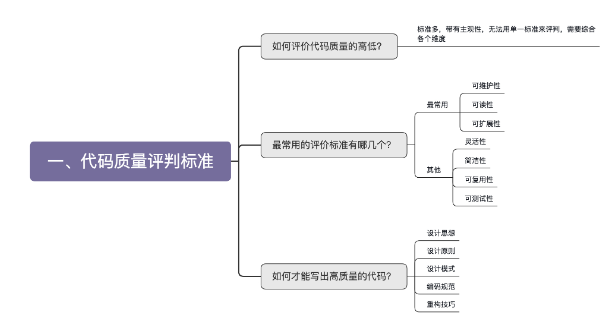 一、代码质量评判标准
如何评价代码质量的高低？
标准多，带有主观性，无法用单一标准来评判，需要综合
各个维度
最常用的评价标准有哪几个？
最常用
可维护性
可读性
可扩展性
其他
灵活性
简洁性
可复用性
可测试性
如何才能写出高质量的代码？
设计思想
设计原则
设计模式
编码规范
重构技巧